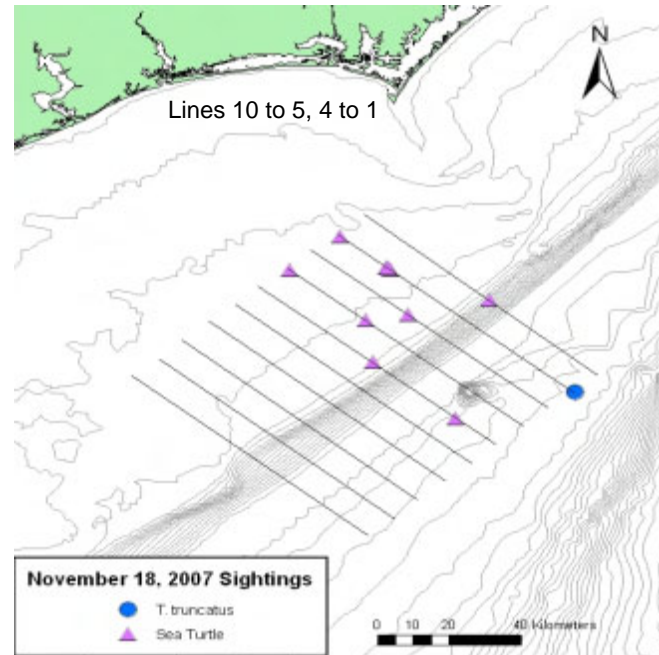 N
Lines 10 to 5, 4 to 1
November 18, 2007 Sightings
T. truncatus
Sea Turtle
0 10 20 40 Kilometers